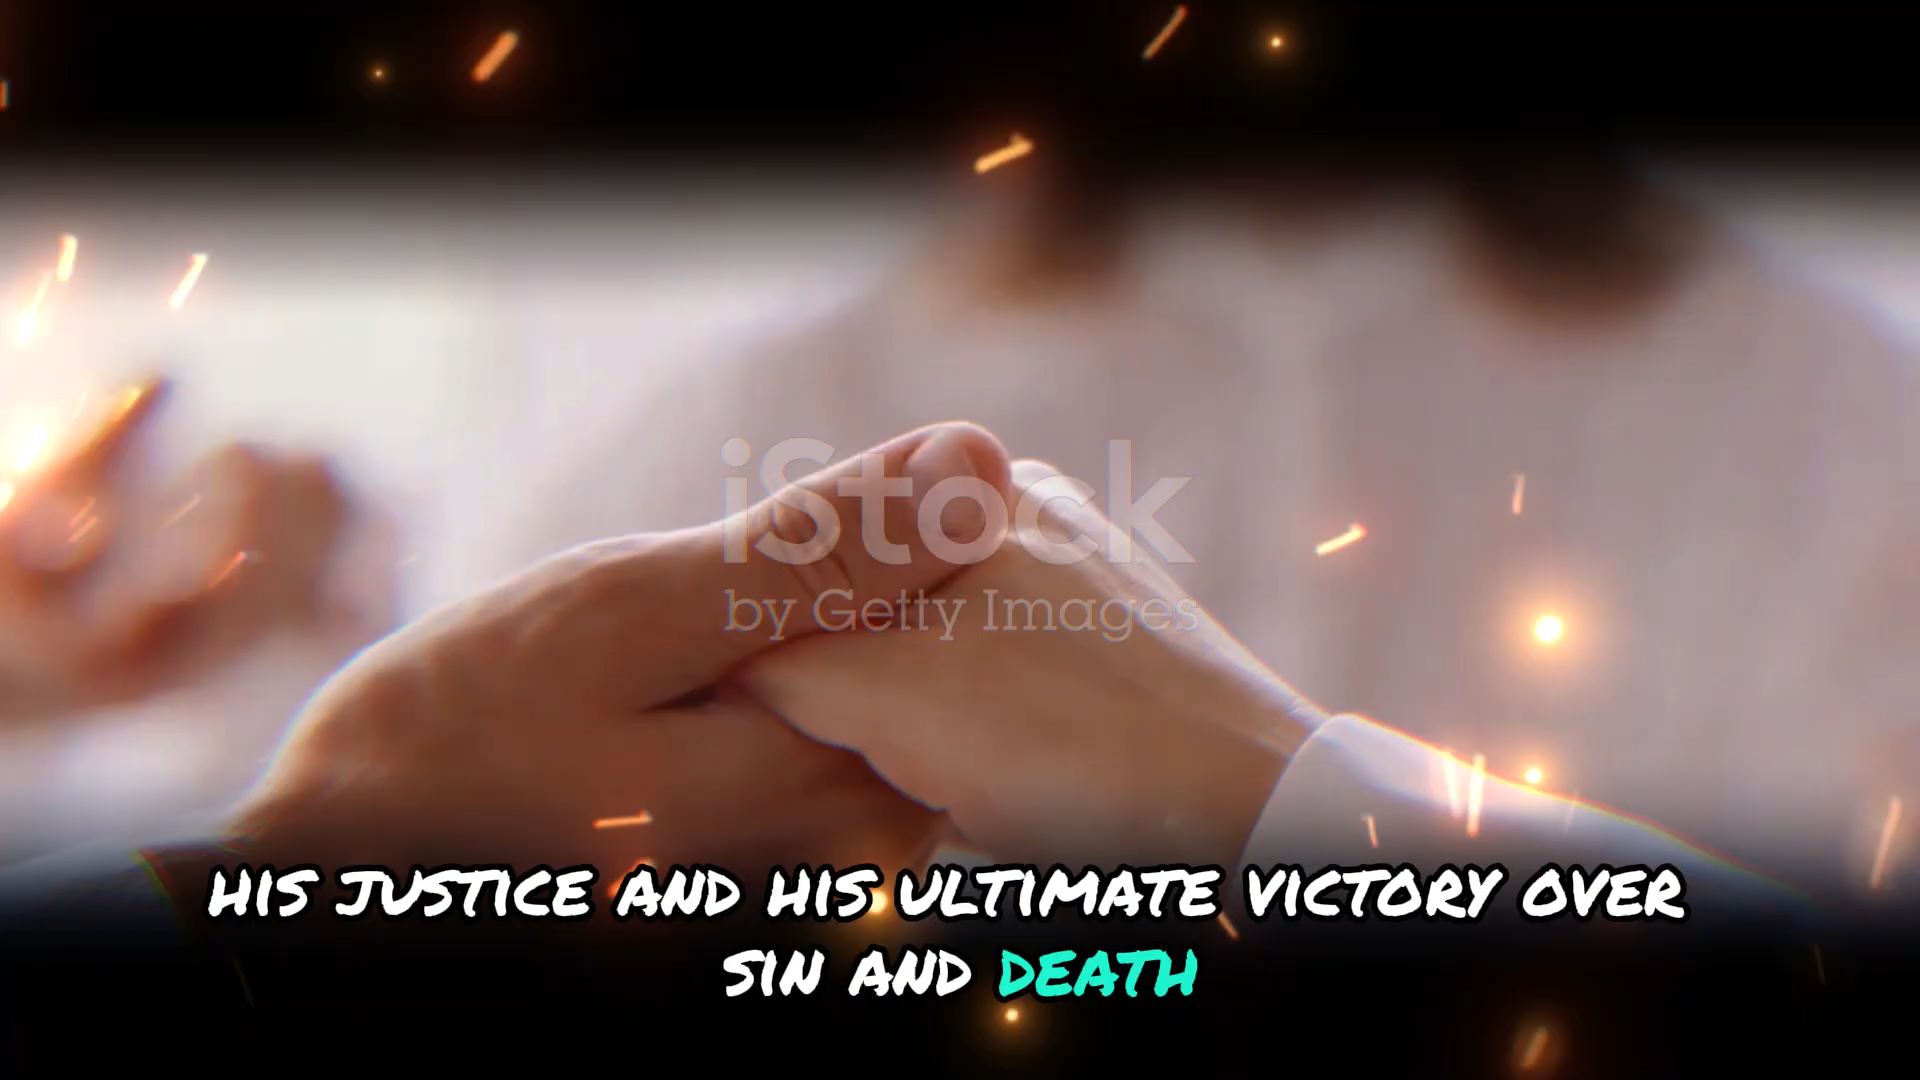 iStock
by Getty Images
HIS JUSTICE AND HIS ULTIMATE VICTORY OVER
SIN AND DEATH